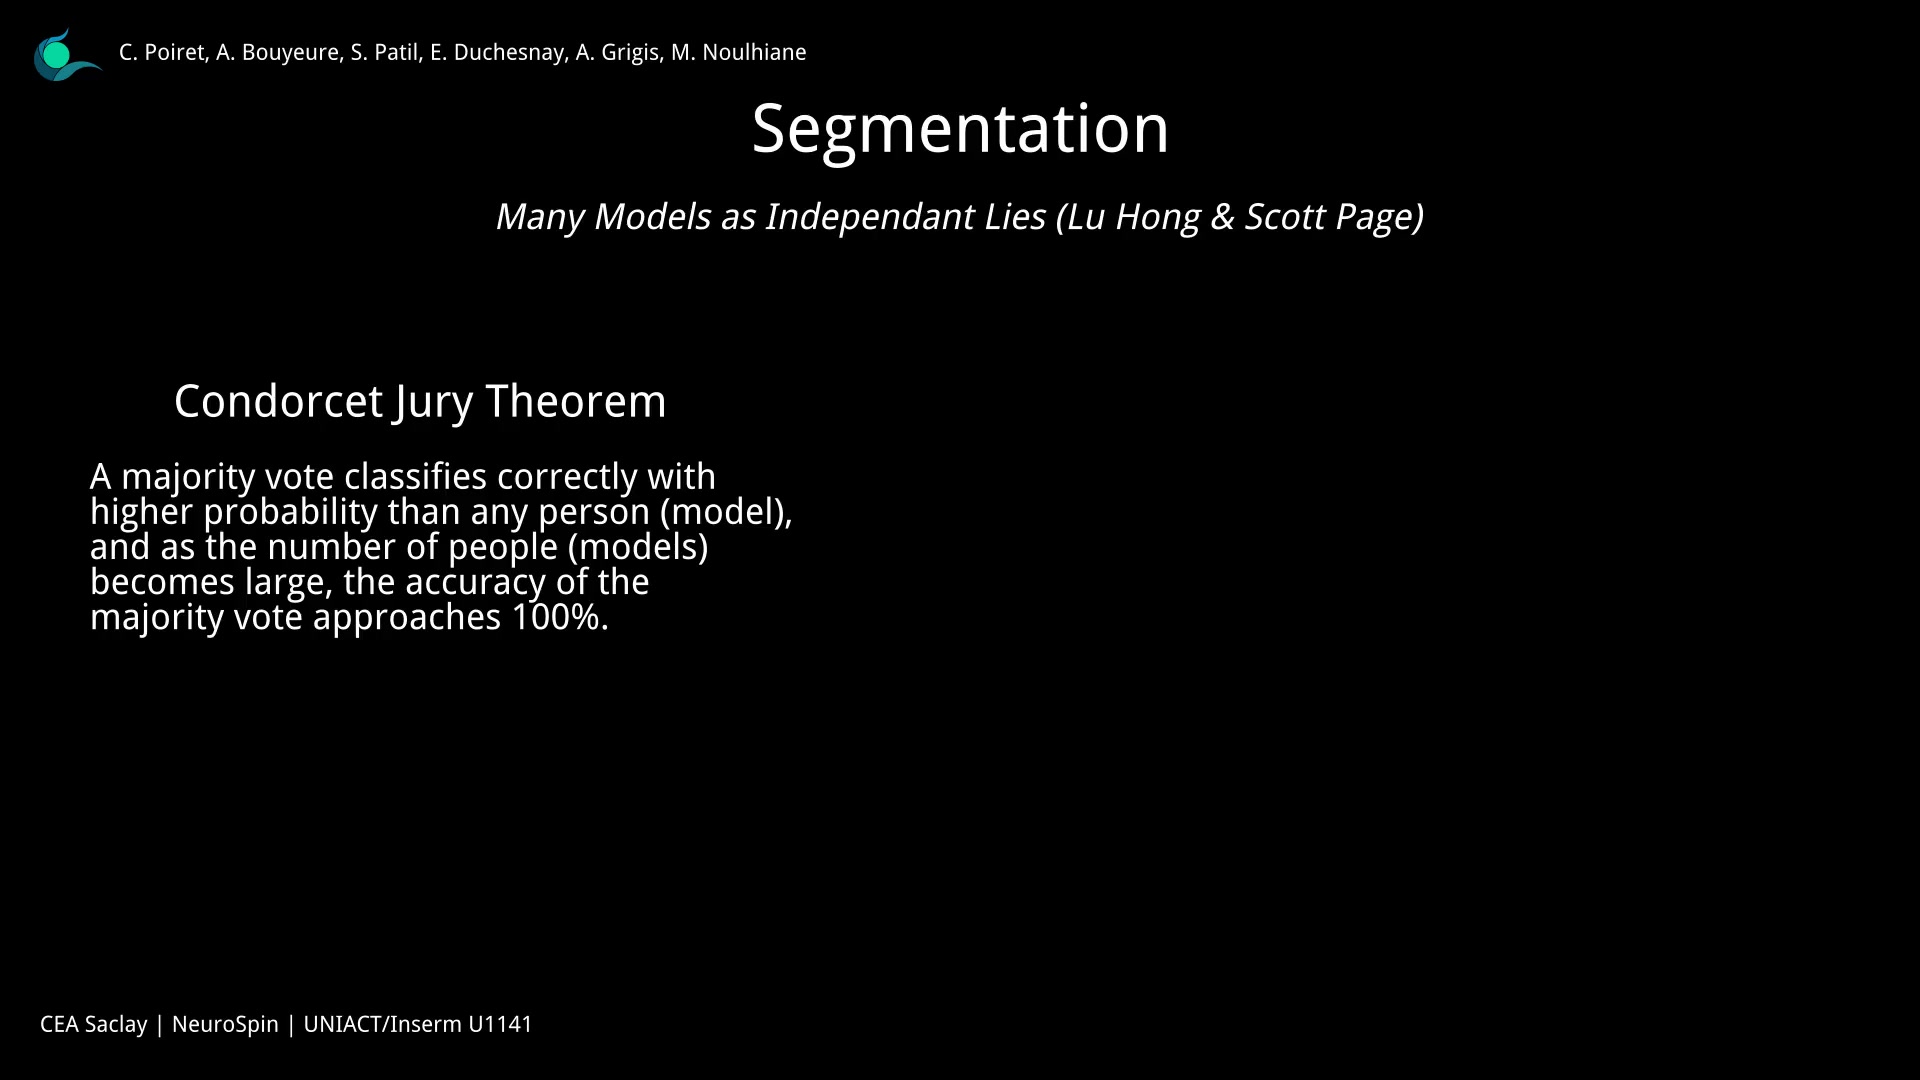 C. Poiret, A. Bouyeure, S. Patil, E. Duchesnay, A. Grigis, M. Noulhiane
Segmentation
Many Models as Independant Lies (Lu Hong & Scott Page)
Condorcet Jury Theorem
A majority vote classifies correctly with
higher probability than any person (model),
and as the number of people (models)
becomes large, the accuracy of the
majority vote approaches 100%.
CEA Saclay | NeuroSpin | UNIACT/Inserm U1141